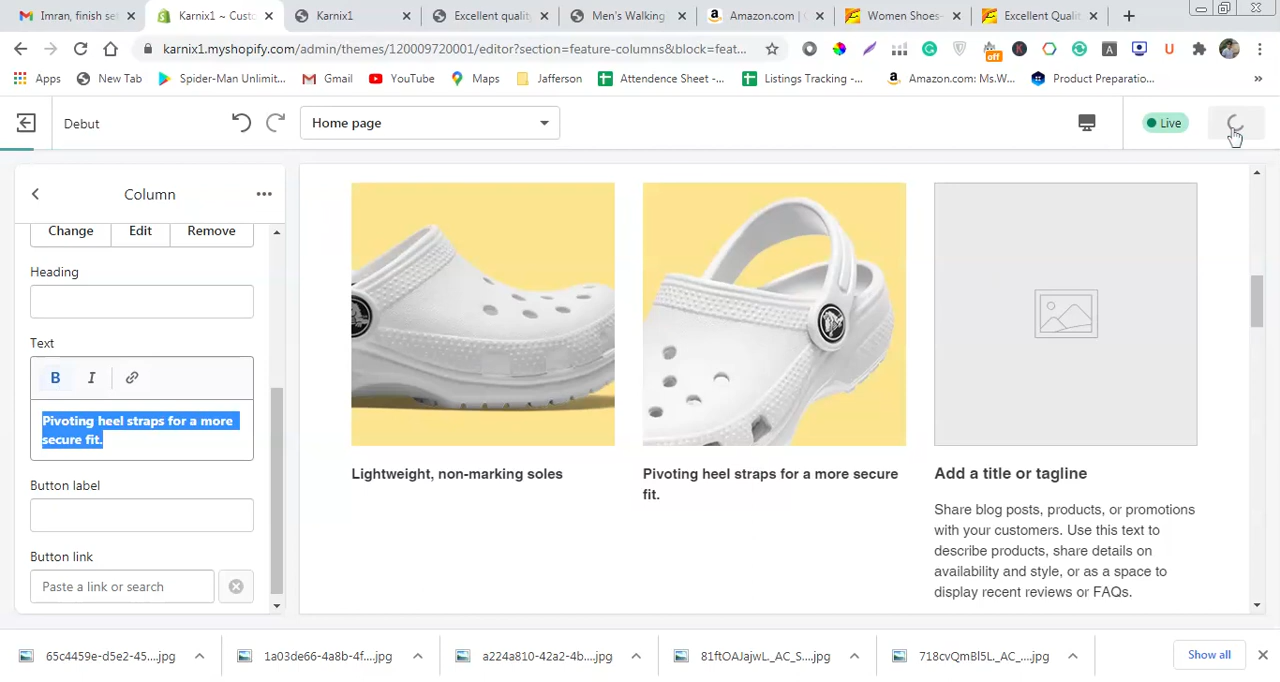 Imran, finish set
Karnix1 ~ Cust
Karnix1
Excellent qualit
Men's Walking
Amazon.com |
Women Shoes-
Excellent Qualit
karnix1.myshopify.com/admin/themes/120009720001/editor?section=feature-columns&block=feat...
off
Apps
New Tab
Spider-Man Unlimit...
Gmail
YouTube
Maps
Jafferson
Attendence Sheet -...
Listings Tracking -...
Amazon.com: Ms.W...
Product Preparatio...
»
Debut
Home page
Live
Column
Change
Edit
Remove
Heading
Text
B I
Pivoting heel straps for a more
secure fit.
Button label
Button link
Paste a link or search
Lightweight, non-marking soles
Pivoting heel straps for a more secure
fit.
Add a title or tagline
Share blog posts, products, or promotions
with your customers. Use this text to
describe products, share details on
availability and style, or as a space to
display recent reviews or FAQs.
65c4459e-d5e2-45....jpg
1a03de66-4a8b-4f....jpg
a224a810-42a2-4b....jpg
81ftOAJajwL._AC_S....jpg
718cvQmBl5L._AC_....jpg
Show all